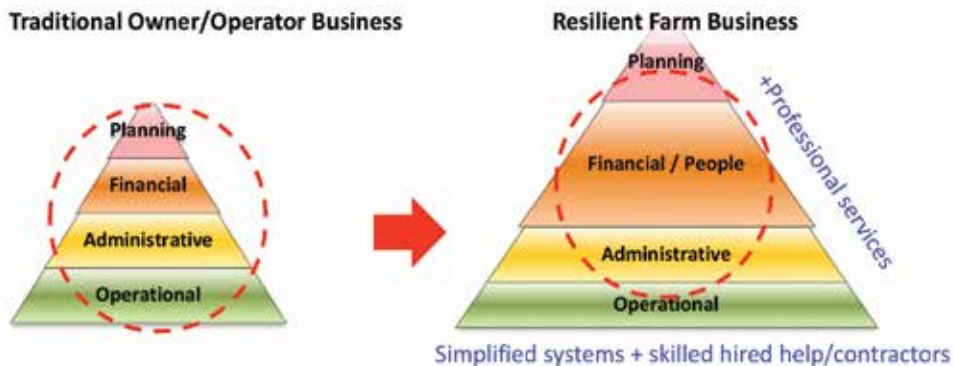 Traditional Owner/Operator Business
Planning
Financial
Administrative
Operational
Resilient Farm Business
Planning
Financial / People
Administrative
Operational
+Professional services
Simplified systems + skilled hired help/contractors